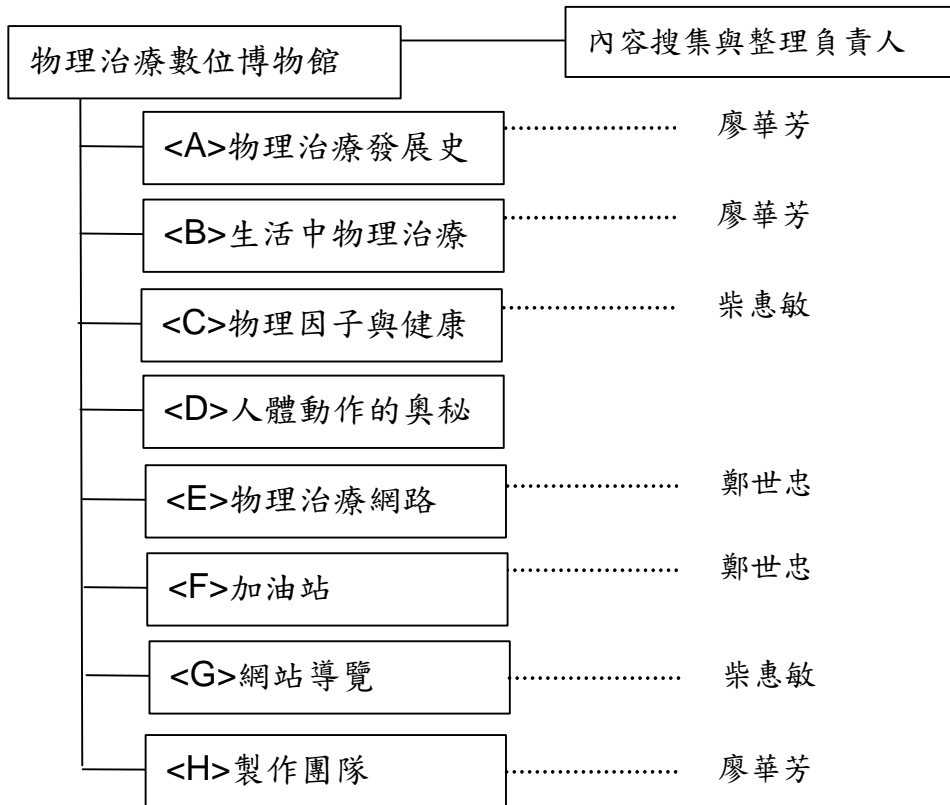 物理治療數位博物館
內容搜集與整理負責人
<A>物理治療發展史
廖華芳
<B>生活中物理治療
廖華芳
<C>物理因子與健康
柴惠敏
<D>人體動作的奧秘
<E>物理治療網路
鄭世忠
<F>加油站
鄭世忠
<G>網站導覽
柴惠敏
<H>製作團隊
廖華芳